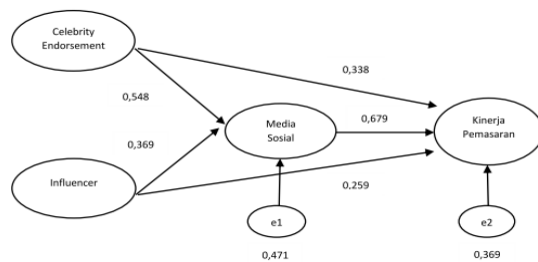 Celebrity
Endorsement
0,338
0,548
Media
Sosial
0,679
Kinerja
Pemasaran
0,369
Influencer
0,259
e1
e2
0,471
0,369